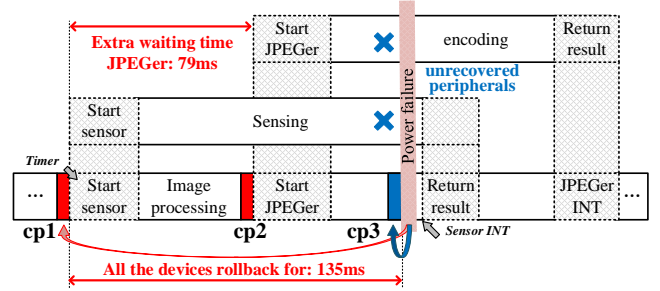 Extra waiting time
JPEGer: 79ms
Start
JPEGer
encoding
Return
result
unrecovered
peripherals
Power failure
Start
sensor
Sensing
Timer
...
Start
sensor
Image
processing
Start
JPEGer
Return
result
JPEGer
INT
...
cp1
cp2
cp3
Sensor INT
All the devices rollback for: 135ms